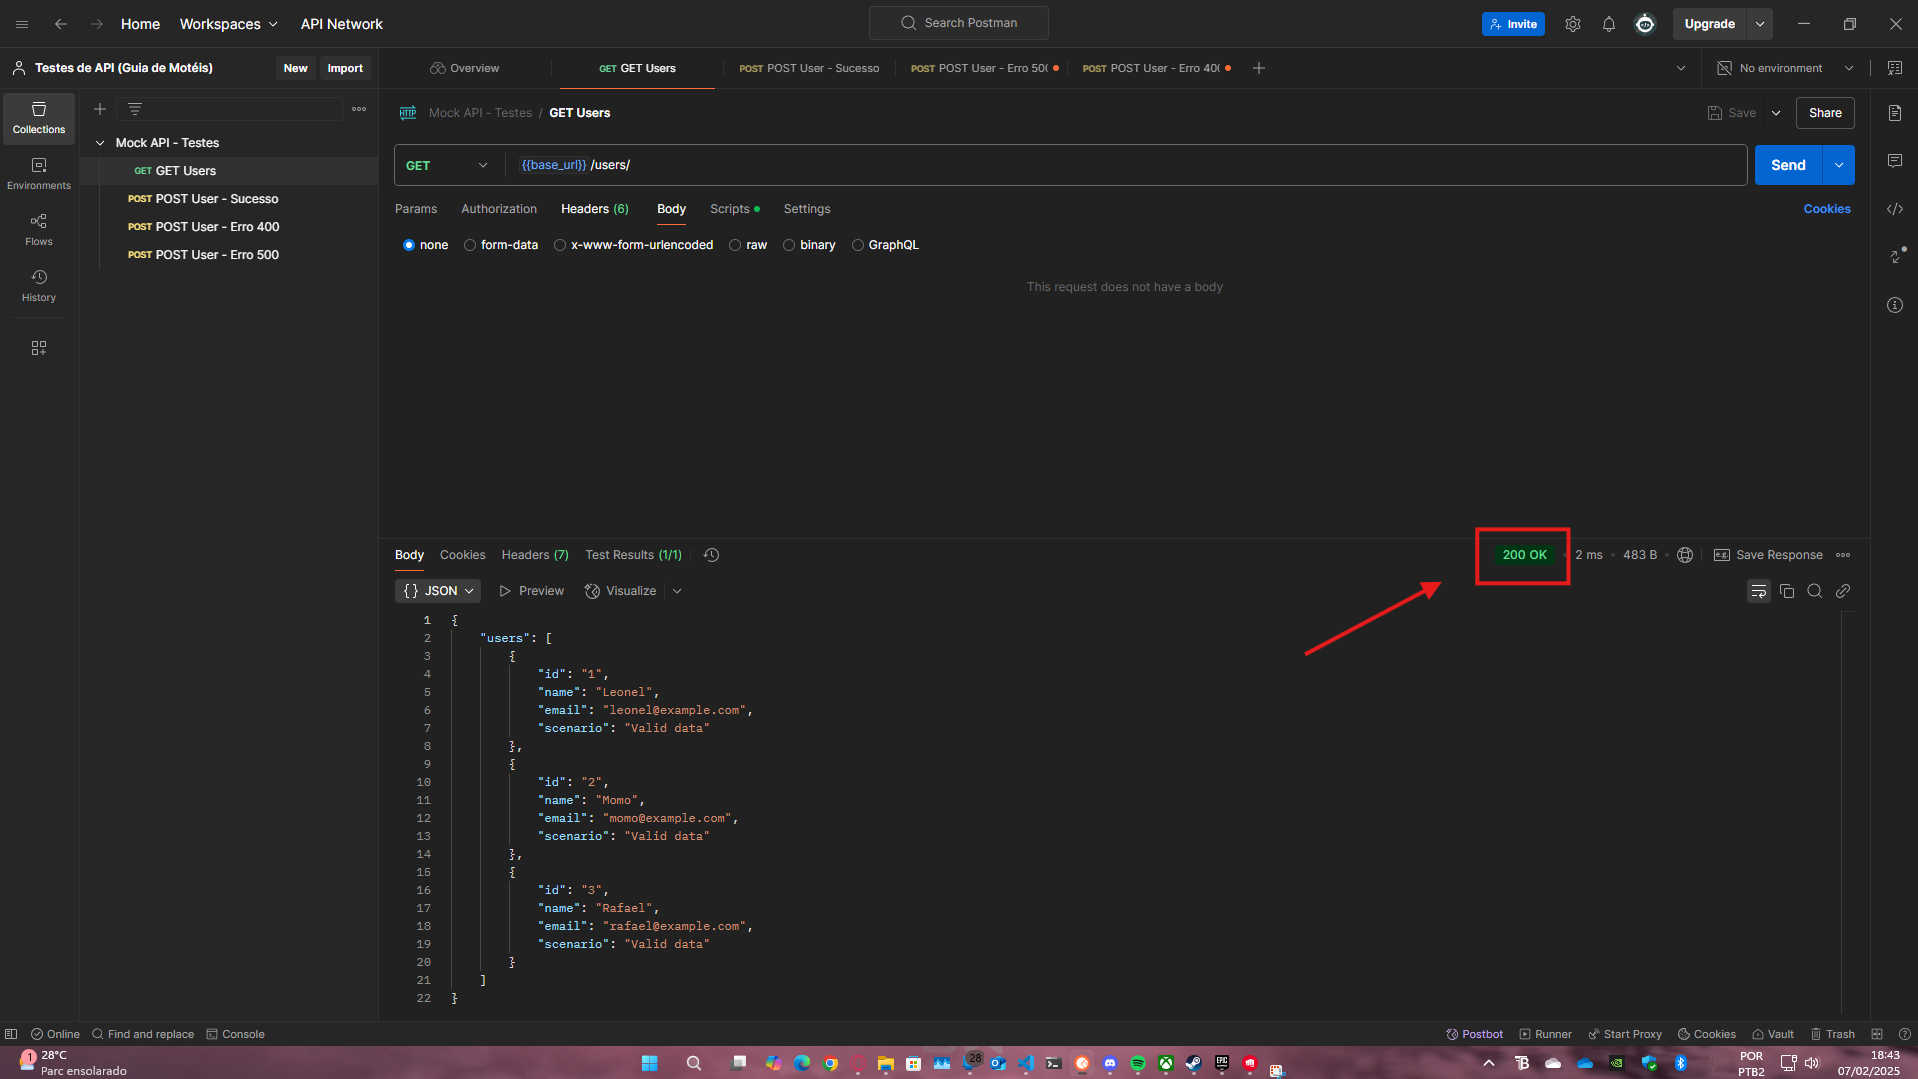 Home Workspaces API Network Search Postman Invite Upgrade
Testes de API (Guia de Motéis) New Import Overview GET GET Users POST POST User - Sucesso POST POST User - Erro 50 POST POST User - Erro 40 No environment
Collections
HTTP Mock API - Testes / GET Users Save Share
Mock API - Testes
GET GET Users
POST POST User - Sucesso
POST POST User - Erro 400
POST POST User - Erro 500
Environments
Flows
History
GET {{base_url}} /users/ Send
Params Authorization Headers (6) Body Scripts Settings Cookies
none form-data x-www-form-urlencoded raw binary GraphQL
This request does not have a body
Body Cookies Headers (7) Test Results (1/1) 200 OK 2 ms 483 B e.g. Save Response
{} JSON Preview Visualize
1 {
2 "users": [
3 {
4 "id": "1",
5 "name": "Leonel",
6 "email": "leonel@example.com",
7 "scenario": "Valid data"
8 },
9 {
10 "id": "2",
11 "name": "Momo",
12 "email": "momo@example.com",
13 "scenario": "Valid data"
14 },
15 {
16 "id": "3",
17 "name": "Rafael",
18 "email": "rafael@example.com",
19 "scenario": "Valid data"
20 }
21 ]
22 }
Online Find and replace Console Postbot Runner Start Proxy Cookies Vault Trash
1 28°C
Parc ensolarado
28
EPIC
POR
PTB2
18:43
07/02/2025